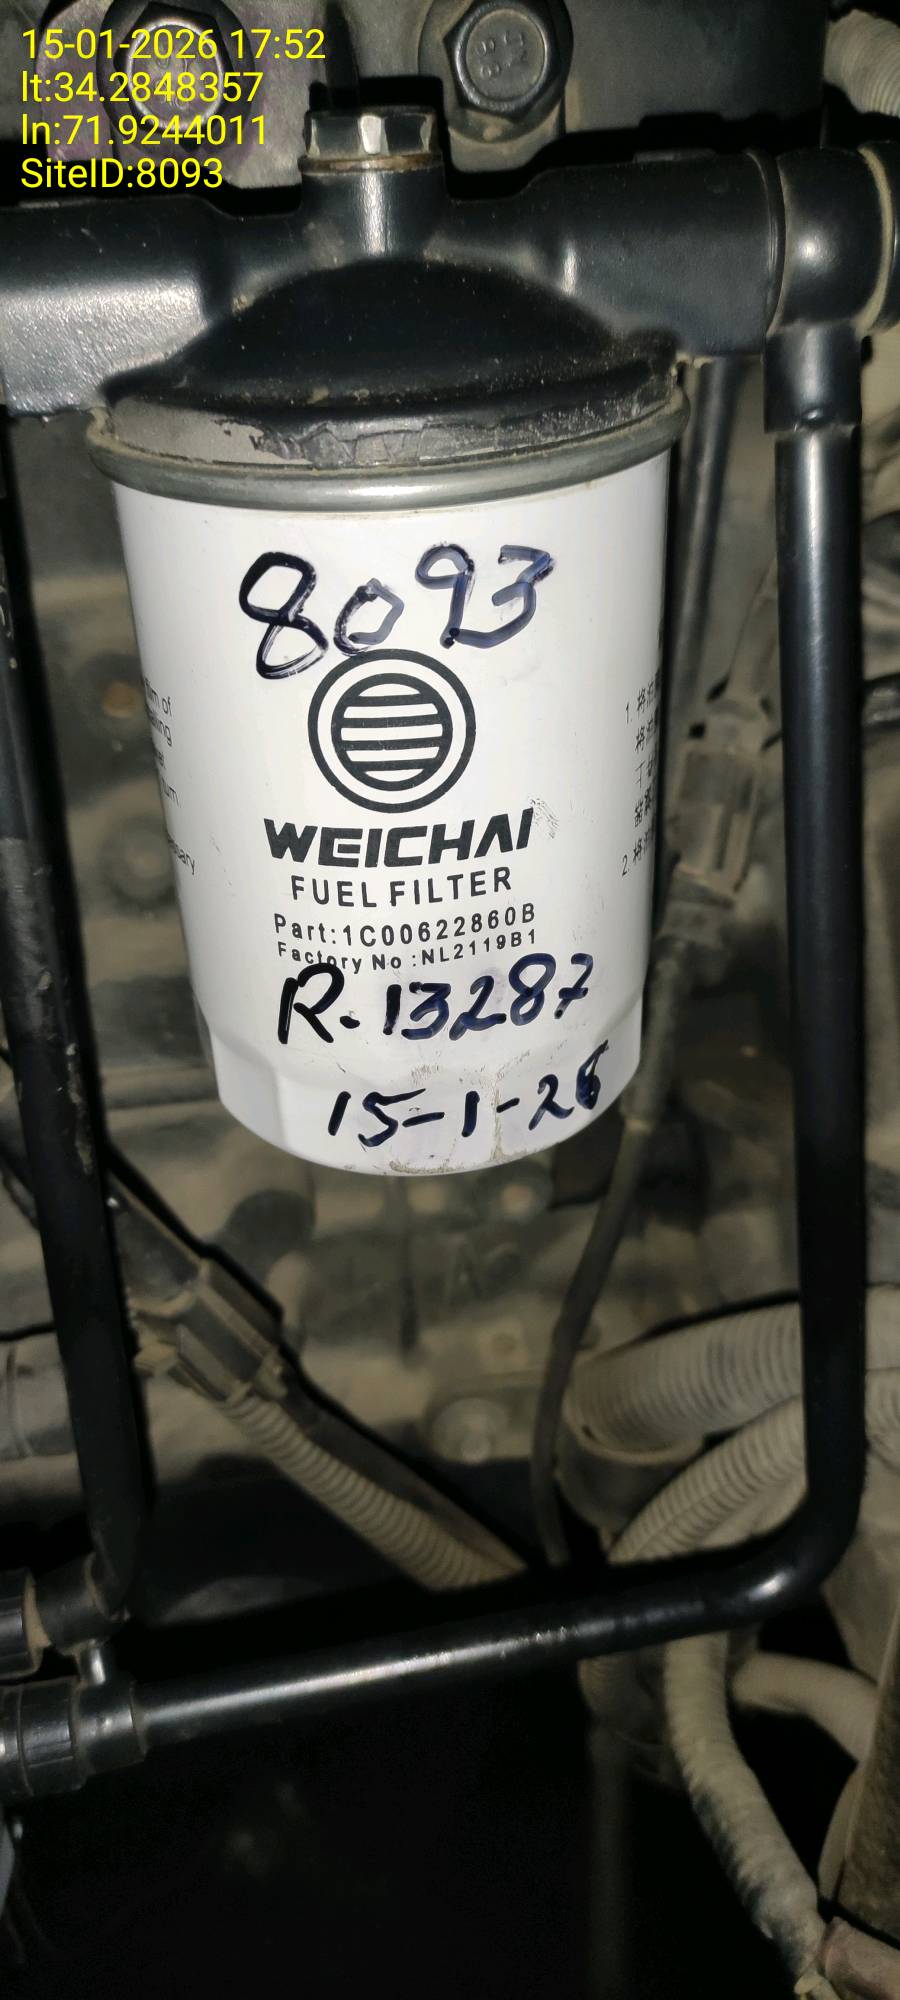 15-01-2026 17:52
lt:34.2848357
ln:71.9244011
SiteID:8093
8093
WEICHAI
FUEL FILTER
Part:1C00622860B
Factory No:NL2119B1
R-13287
15-1-26